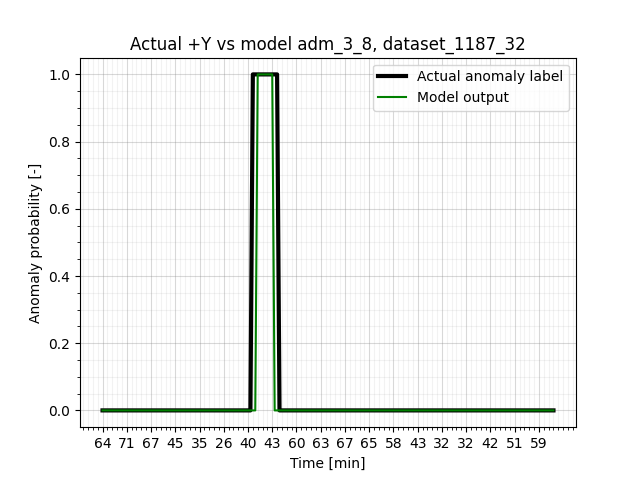 Actual +Y vs model adm_3_8, dataset_1187_32
Actual anomaly label
Model output
Anomaly probability [-]
1.0
0.8
0.6
0.4
0.2
0.0
64 71 67 45 35 26 40 43 60 63 67 65 58 43 32 32 42 51 59
Time [min]